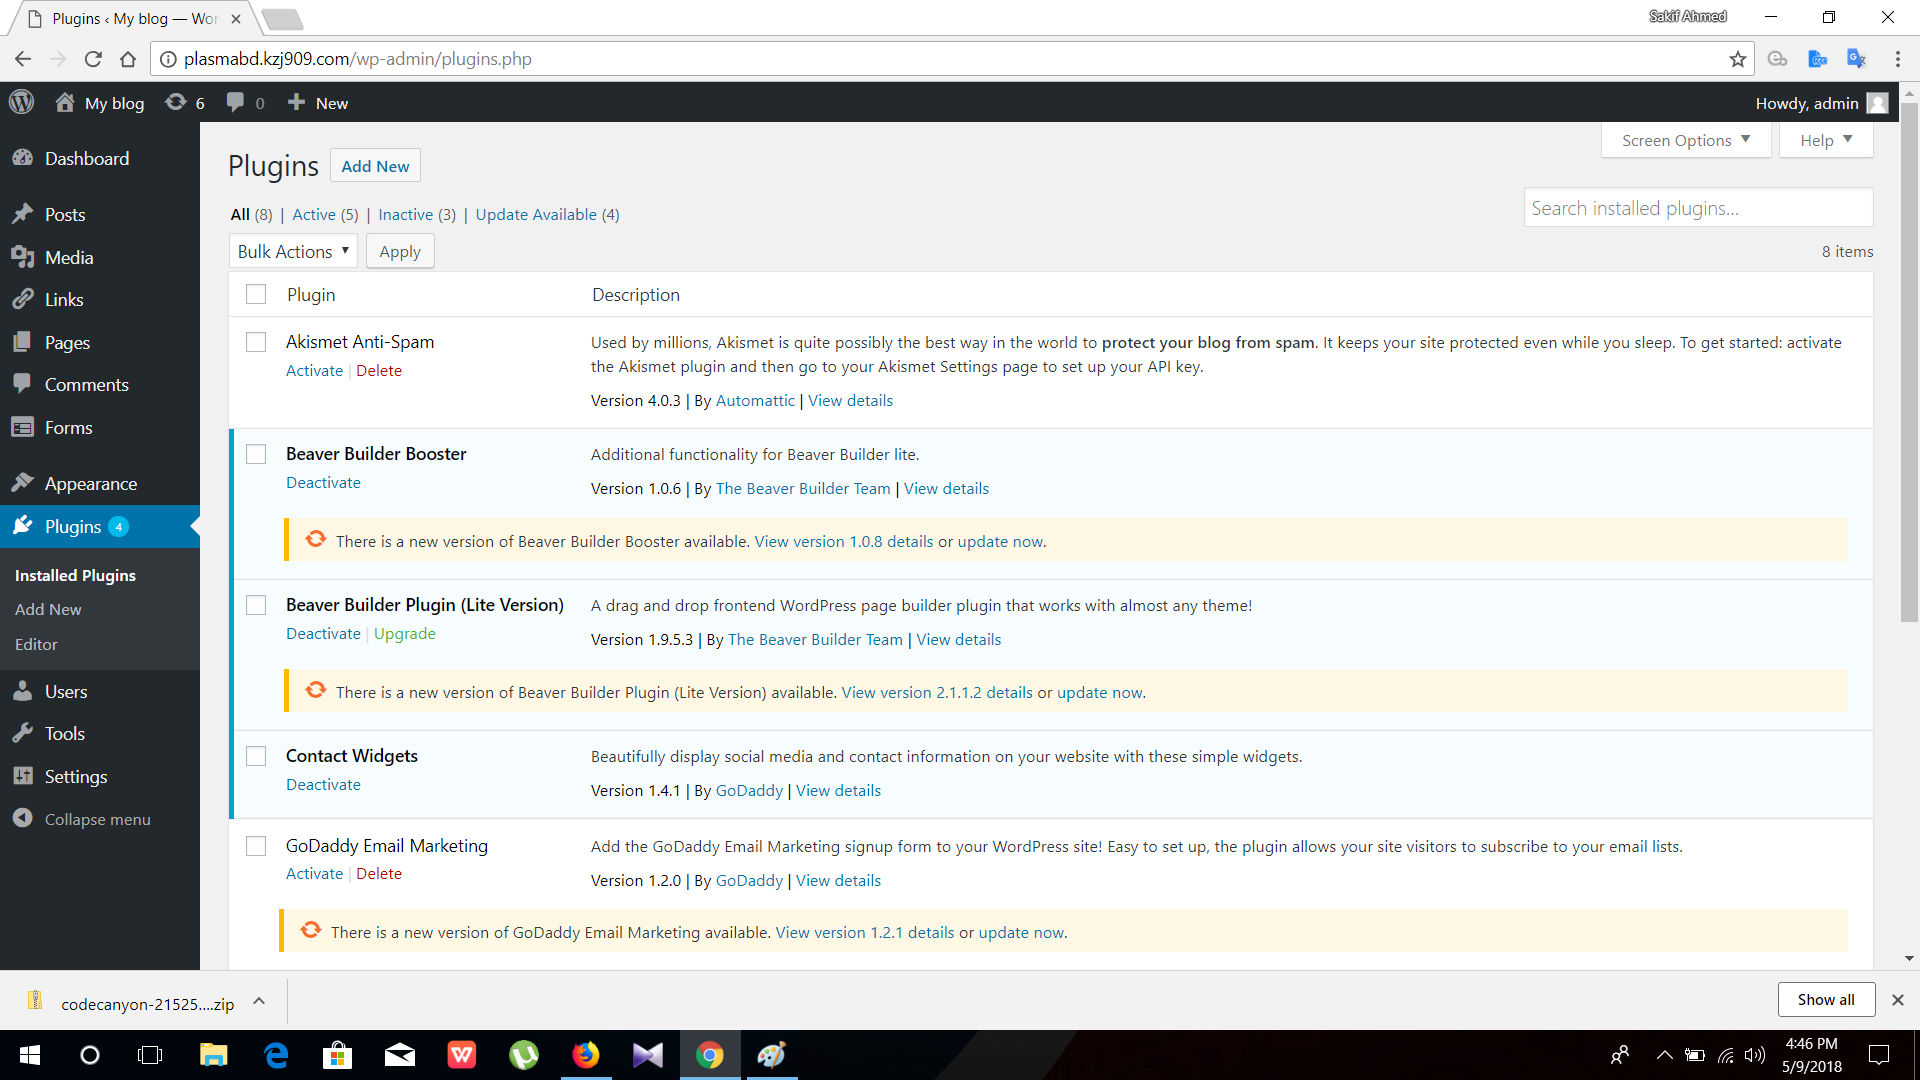 Plugins ‹ My blog — Wor
Sakif Ahmed
plasmabd.kzj909.com/wp-admin/plugins.php
My blog
6
0
New
Howdy, admin
Dashboard
Posts
Media
Links
Pages
Comments
Forms
Appearance
Plugins 4
Installed Plugins
Add New
Editor
Users
Tools
Settings
Collapse menu
Screen Options
Help
Plugins Add New
All (8) | Active (5) | Inactive (3) | Update Available (4)
Search installed plugins...
Bulk Actions Apply
8 items
Plugin Description
Akismet Anti-Spam
Activate | Delete
Used by millions, Akismet is quite possibly the best way in the world to protect your blog from spam. It keeps your site protected even while you sleep. To get started: activate
the Akismet plugin and then go to your Akismet Settings page to set up your API key.
Version 4.0.3 | By Automattic | View details
Beaver Builder Booster
Deactivate
Additional functionality for Beaver Builder lite.
Version 1.0.6 | By The Beaver Builder Team | View details
There is a new version of Beaver Builder Booster available. View version 1.0.8 details or update now.
Beaver Builder Plugin (Lite Version)
Deactivate | Upgrade
A drag and drop frontend WordPress page builder plugin that works with almost any theme!
Version 1.9.5.3 | By The Beaver Builder Team | View details
There is a new version of Beaver Builder Plugin (Lite Version) available. View version 2.1.1.2 details or update now.
Contact Widgets
Deactivate
Beautifully display social media and contact information on your website with these simple widgets.
Version 1.4.1 | By GoDaddy | View details
GoDaddy Email Marketing
Activate | Delete
Add the GoDaddy Email Marketing signup form to your WordPress site! Easy to set up, the plugin allows your site visitors to subscribe to your email lists.
Version 1.2.0 | By GoDaddy | View details
There is a new version of GoDaddy Email Marketing available. View version 1.2.1 details or update now.
codecanyon-21525....zip
Show all
4:46 PM
5/9/2018